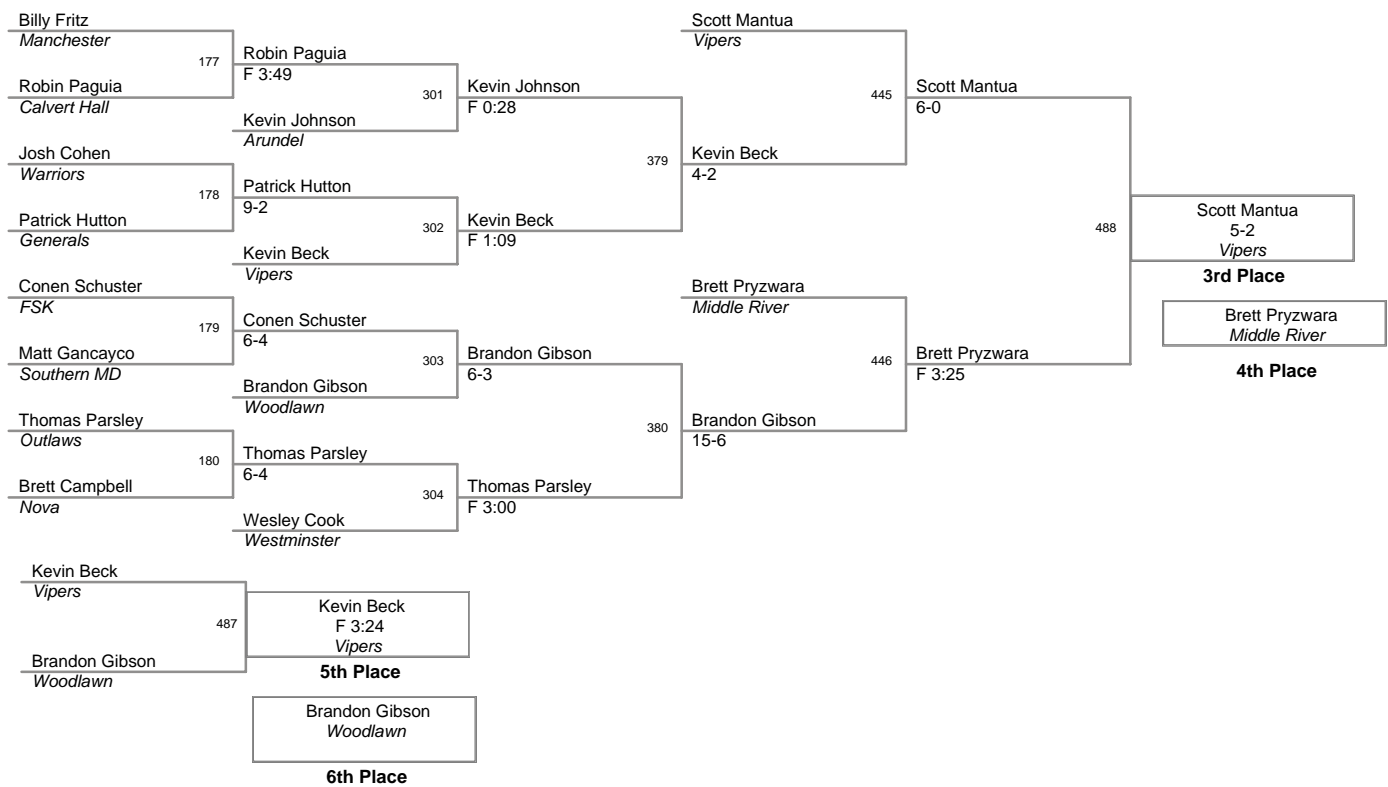 Billy Fritz
Manchester
177
Robin Paguia
Calvert Hall
Robin Paguia
F 3:49
301
Kevin Johnson
Arundel
Kevin Johnson
F 0:28
Josh Cohen
Warriors
178
Patrick Hutton
Generals
Patrick Hutton
9-2
302
Kevin Beck
Vipers
Kevin Beck
F 1:09
379
Kevin Beck
4-2
Scott Mantua
Vipers
445
Scott Mantua
6-0
Conen Schuster
FSK
179
Matt Gancayco
Southern MD
Conen Schuster
6-4
303
Brandon Gibson
Woodlawn
Brandon Gibson
6-3
Thomas Parsley
Outlaws
180
Brett Campbell
Nova
Thomas Parsley
6-4
304
Wesley Cook
Westminster
Thomas Parsley
F 3:00
380
Brandon Gibson
15-6
Brett Pryzwara
Middle River
446
Brett Pryzwara
F 3:25
488
Scott Mantua
5-2
Vipers
3rd Place
Brett Pryzwara
Middle River
4th Place
Kevin Beck
Vipers
487
Brandon Gibson
Woodlawn
Kevin Beck
F 3:24
Vipers
5th Place
Brandon Gibson
Woodlawn
6th Place